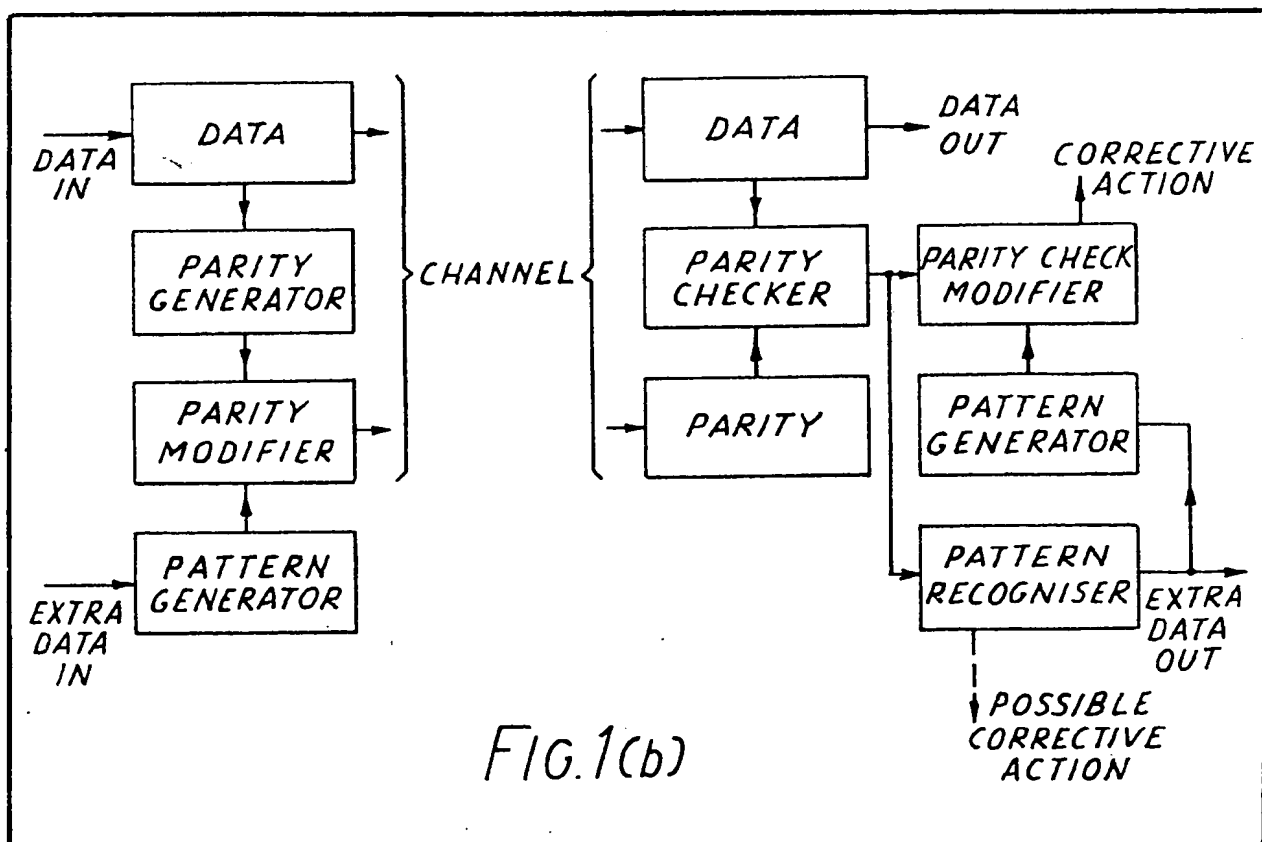 DATA
IN
DATA
PARITY
GENERATOR
PARITY
MODIFIER
EXTRA
DATA
IN
PATTERN
GENERATOR
CHANNEL
DATA
DATA
OUT
PARITY
CHECKER
PARITY
CORRECTIVE
ACTION
PARITY CHECK
MODIFIER
PATTERN
GENERATOR
PATTERN
RECOGNISER
EXTRA
DATA
OUT
POSSIBLE
CORRECTIVE
ACTION
FIG.1(b)